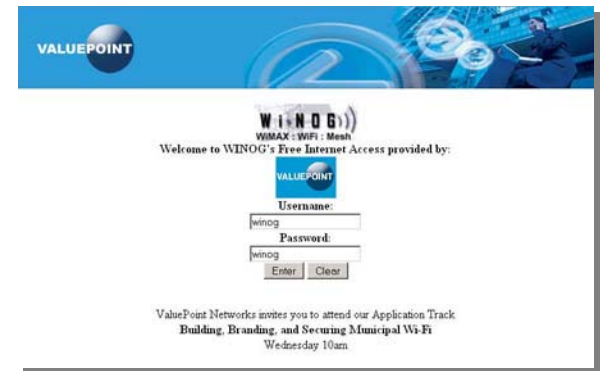 VALUEPOINT
WiNOG
WiMAX : WiFi : Mesh
Welcome to WINOG's Free Internet Access provided by:
VALUEPOINT
Username:
winog
Password:
winog
Enter Clear
ValuePoint Networks invites you to attend our Application Track
Building, Branding, and Securing Municipal Wi-Fi
Wednesday 10am